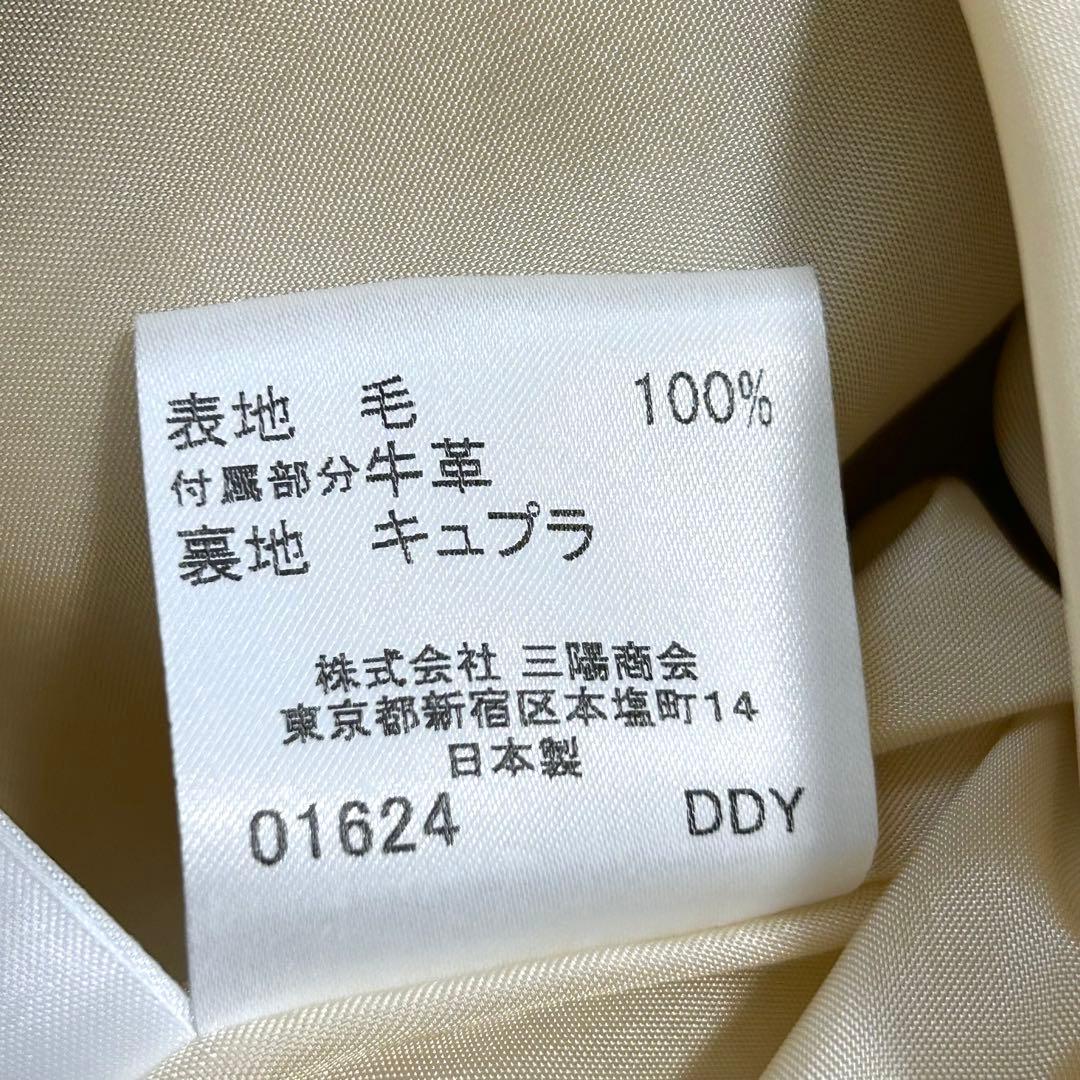 表地 毛 100%
付属部分牛革
裏地 キュプラ
株式会社 三陽商会
東京都新宿区本塩町14
日本製
01624 DDY